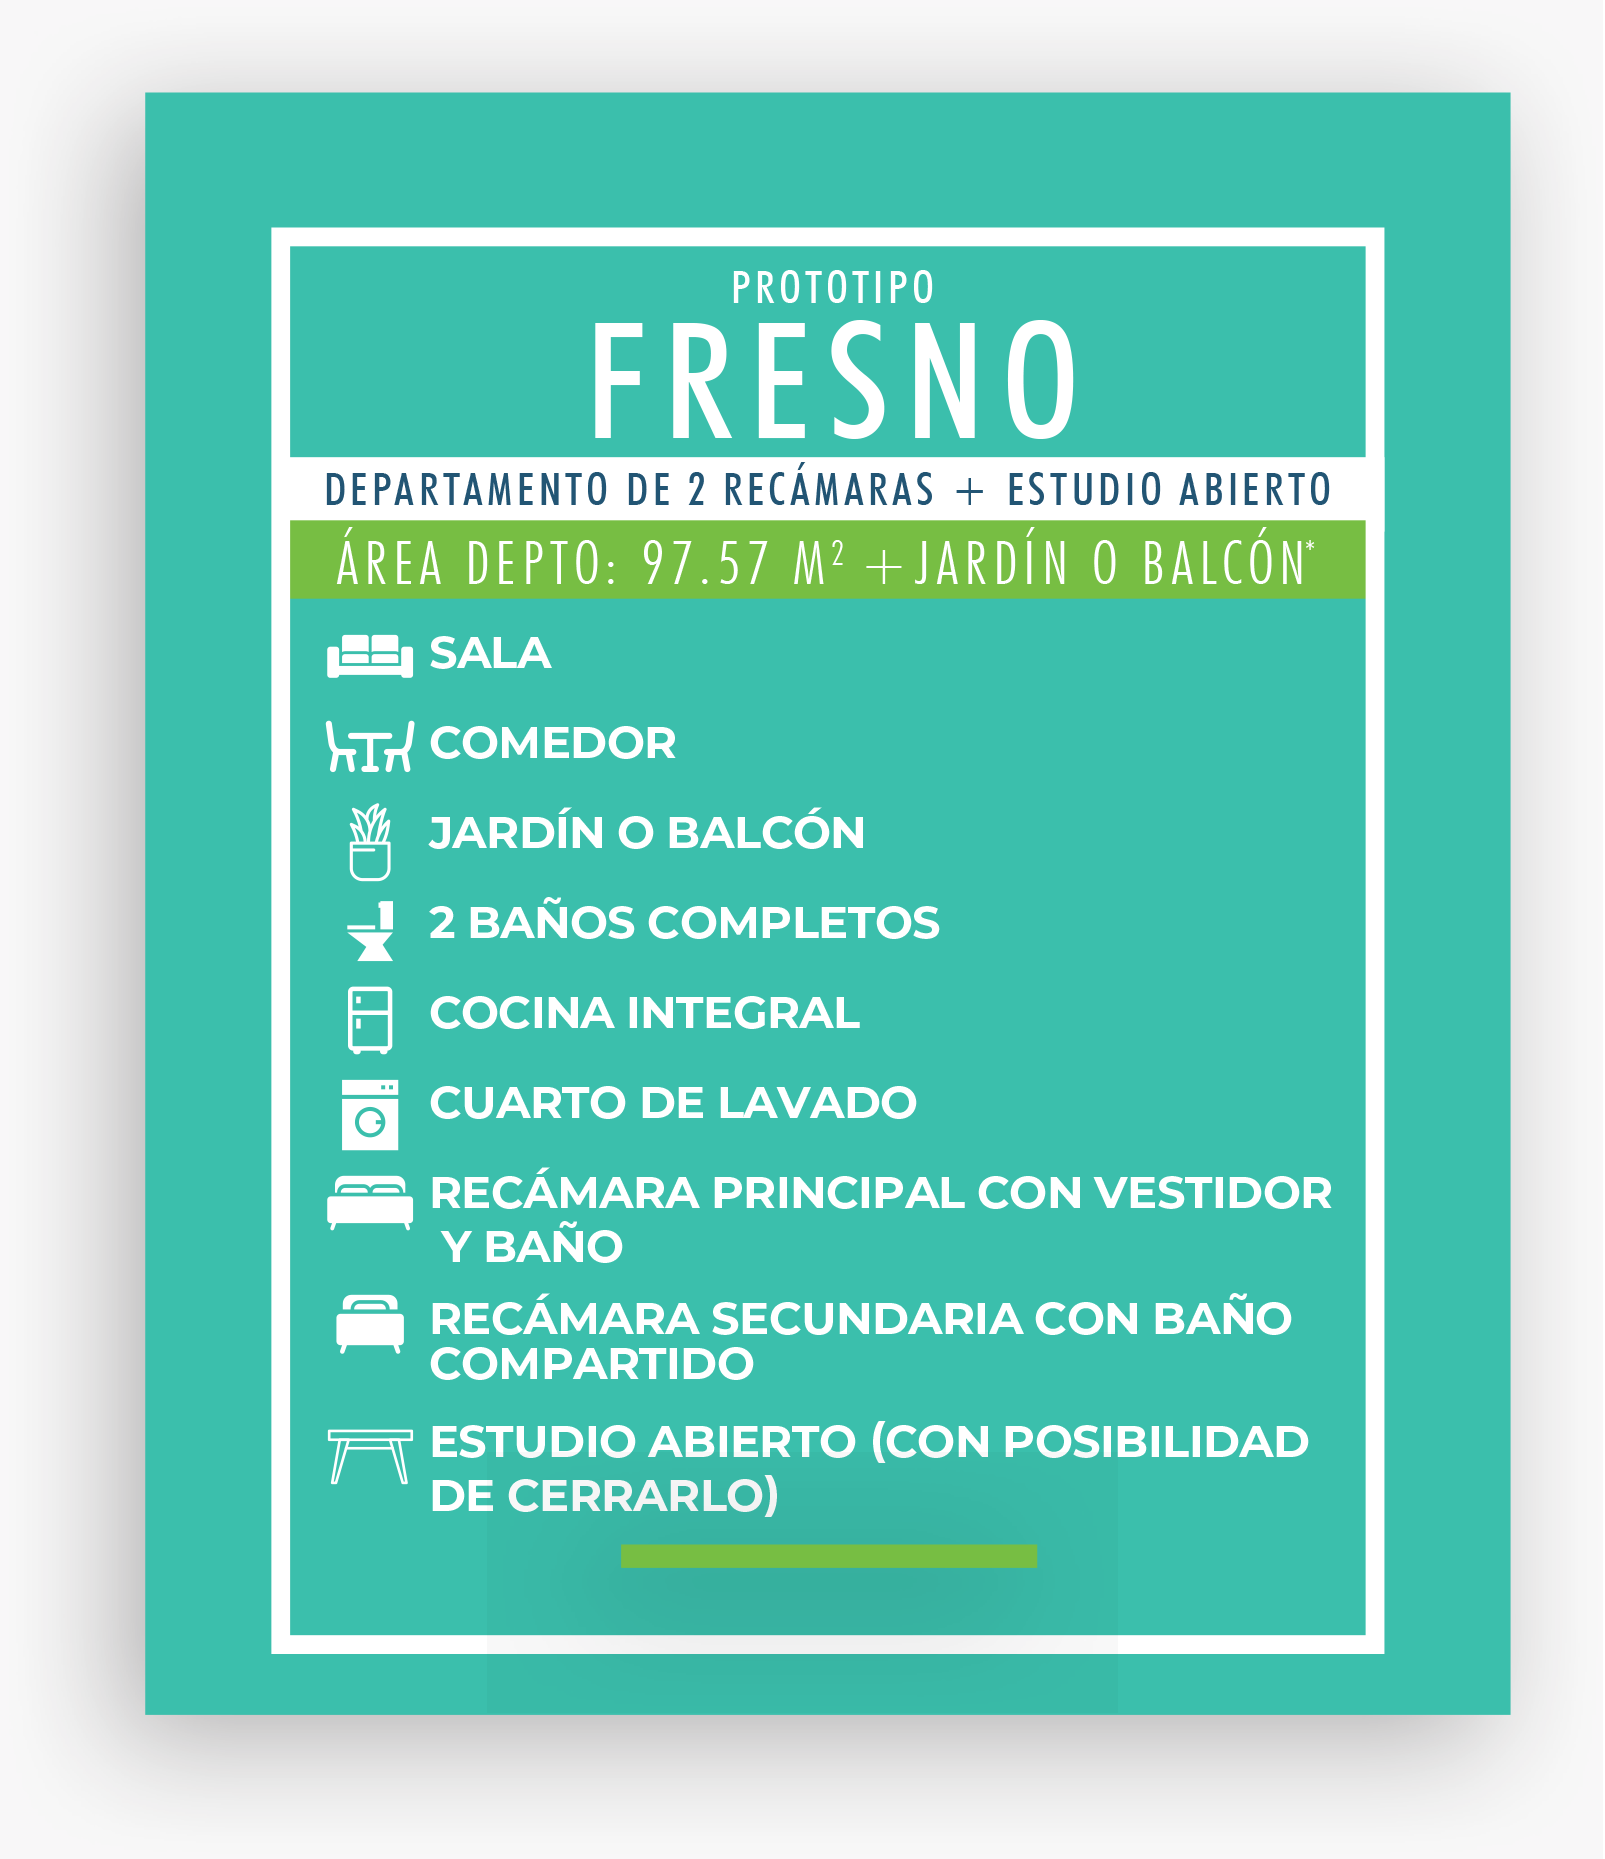 PROTOTIPO
FRESNO
DEPARTAMENTO DE 2 RECÁMARAS + ESTUDIO ABIERTO
ÁREA DEPTO: 97.57 M² + JARDÍN O BALCÓN*
SALA
COMEDOR
JARDÍN O BALCÓN
2 BAÑOS COMPLETOS
COCINA INTEGRAL
CUARTO DE LAVADO
RECÁMARA PRINCIPAL CON VESTIDOR
Y BAÑO
RECÁMARA SECUNDARIA CON BAÑO
COMPARTIDO
ESTUDIO ABIERTO (CON POSIBILIDAD
DE CERRARLO)